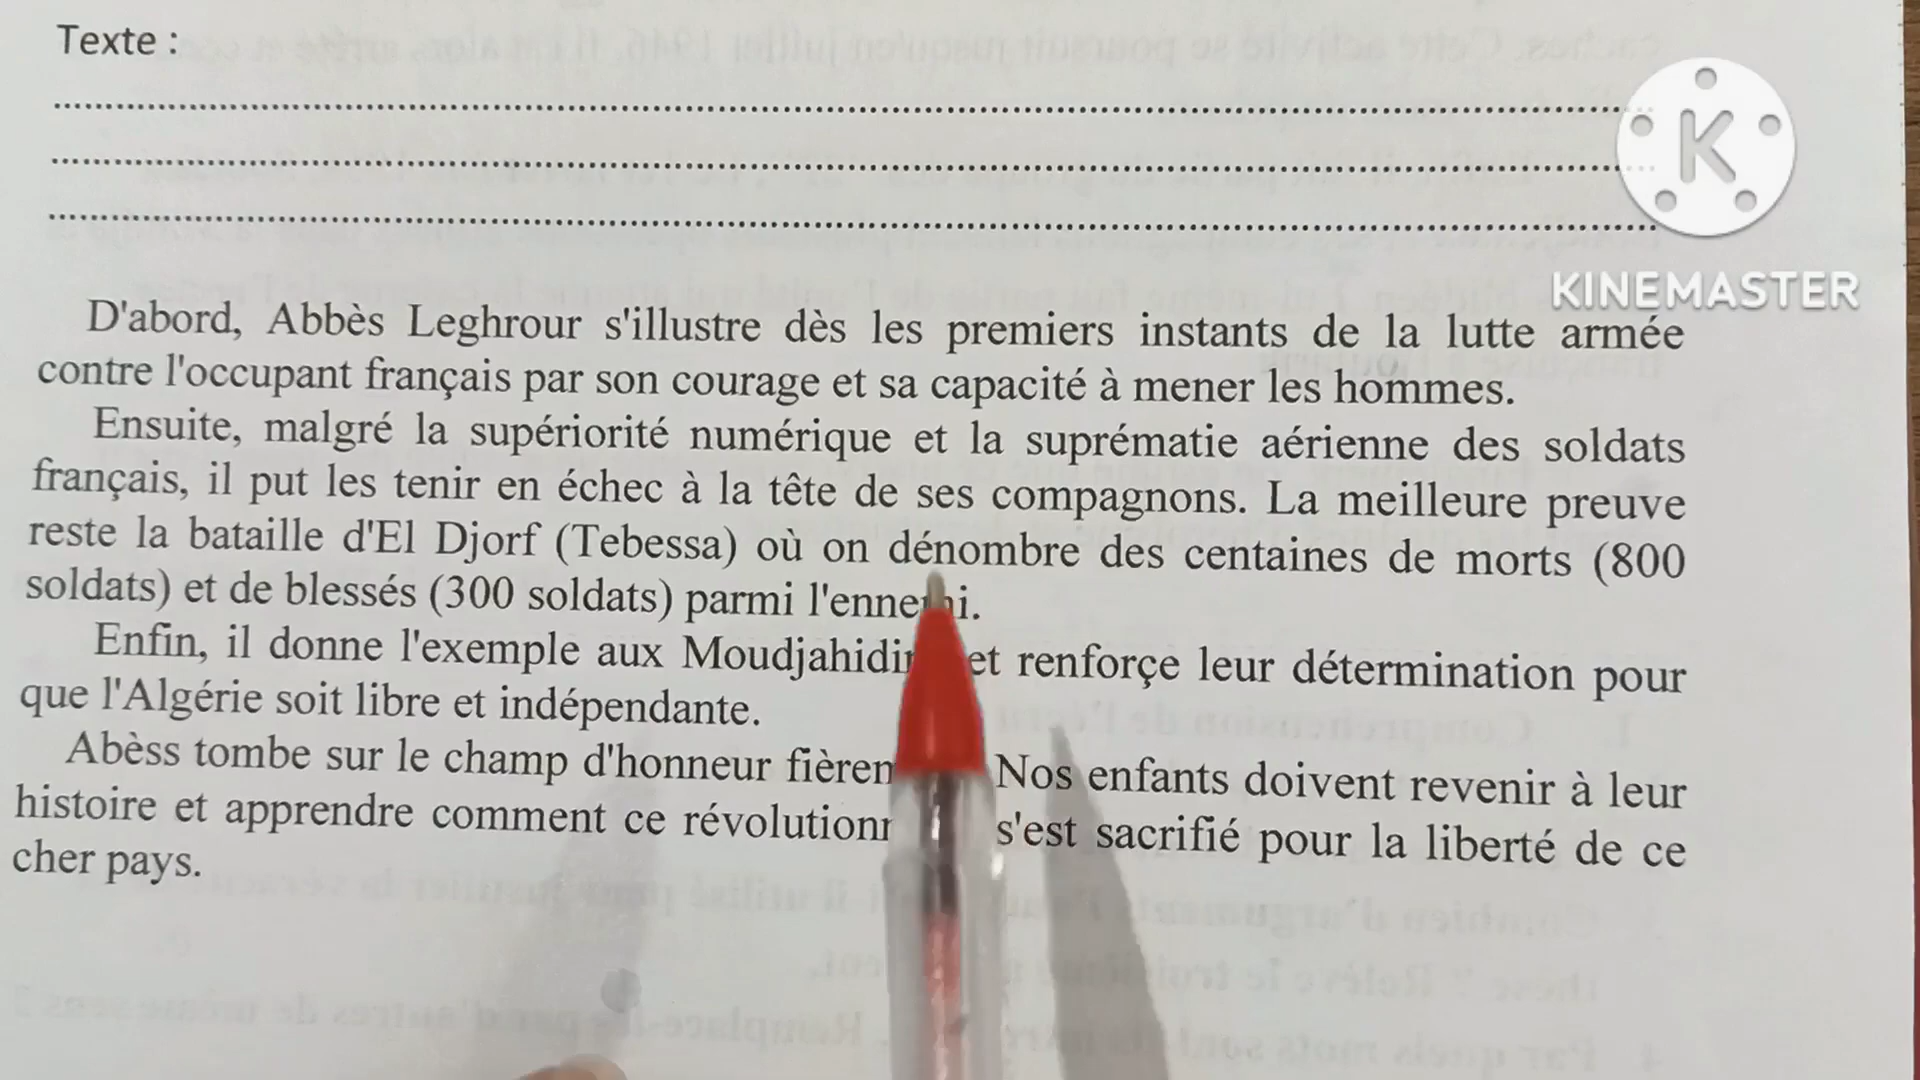 Texte :
K
KINEMASTER
D'abord, Abbès Leghrour s'illustre dès les premiers instants de la lutte armée
contre l'occupant français par son courage et sa capacité à mener les hommes.
Ensuite, malgré la supériorité numérique et la suprématie aérienne des soldats
français, il put les tenir en échec à la tête de ses compagnons. La meilleure preuve
reste la bataille d'El Djorf (Tebessa) où on dénombre des centaines de morts (800
soldats) et de blessés (300 soldats) parmi l'ennemi.
Enfin, il donne l'exemple aux et renforçe leur détermination pour
que l'Algérie soit libre et indépendante.
Abèss tombe sur le champ d'honneur Nos enfants doivent revenir à leur
histoire et apprendre comment ce s'est sacrifié pour la liberté de ce
cher pays.